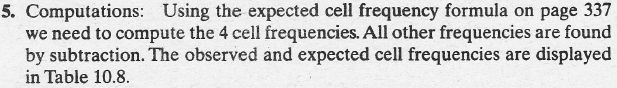 5. Computations: Using the expected cell frequency formula on page 337
we need to compute the 4 cell frequencies. All other frequencies are found
by subtraction. The observed and expected cell frequencies are displayed
in Table 10.8.